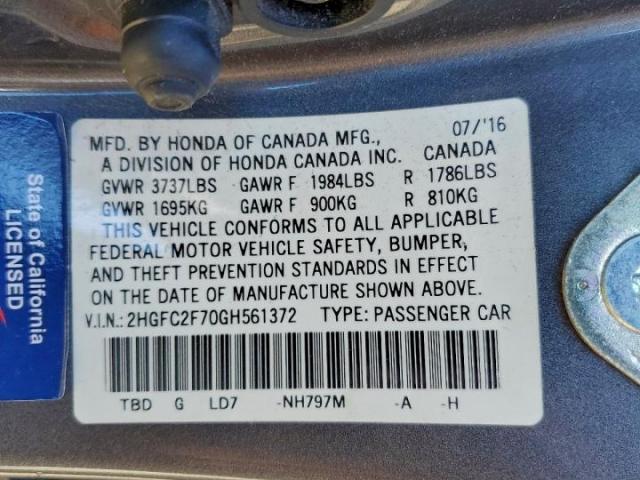 MFD. BY HONDA OF CANADA MFG., 07/'16
A DIVISION OF HONDA CANADA INC. CANADA
GVWR 3737LBS GAWR F 1984LBS R 1786LBS
GVWR 1695KG GAWR F 900KG R 810KG
THIS VEHICLE CONFORMS TO ALL APPLICABLE
FEDERAL MOTOR VEHICLE SAFETY, BUMPER,
AND THEFT PREVENTION STANDARDS IN EFFECT
ON THE DATE OF MANUFACTURE SHOWN ABOVE.
V.I.N.: 2HGFC2F70GH561372 TYPE: PASSENGER CAR
TBD G LD7 -NH797M -A -H
State of California
LICENSED